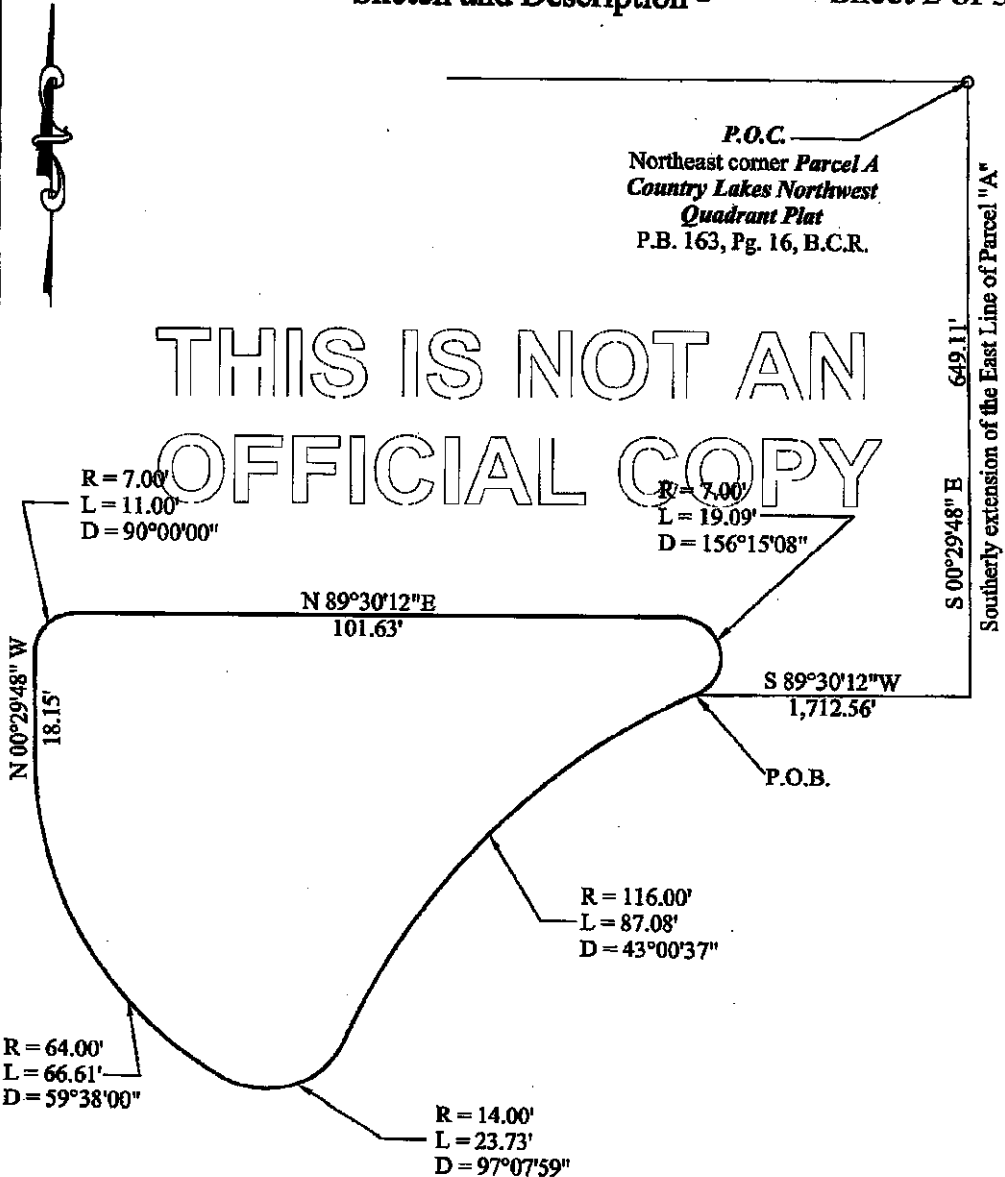 Sketch and Description -
Sheet 2 of 3
P.O.C.
Northeast corner Parcel A
Country Lakes Northwest
Quadrant Plat
P.B. 163, Pg. 16, B.C.R.
S 00°29'48" E 649.11'
Southerly extension of the East Line of Parcel "A"
THIS IS NOT AN
OFFICIAL COPY
R = 7.00'
L = 11.00'
D = 90°00'00"
R = 7.00'
L = 19.09'
D = 156°15'08"
N 89°30'12"E
101.63'
N 00°29'48" W
18.15'
S 89°30'12"W
1,712.56'
P.O.B.
R = 116.00'
L = 87.08'
D = 43°00'37"
R = 64.00'
L = 66.61'
D = 59°38'00"
R = 14.00'
L = 23.73'
D = 97°07'59"